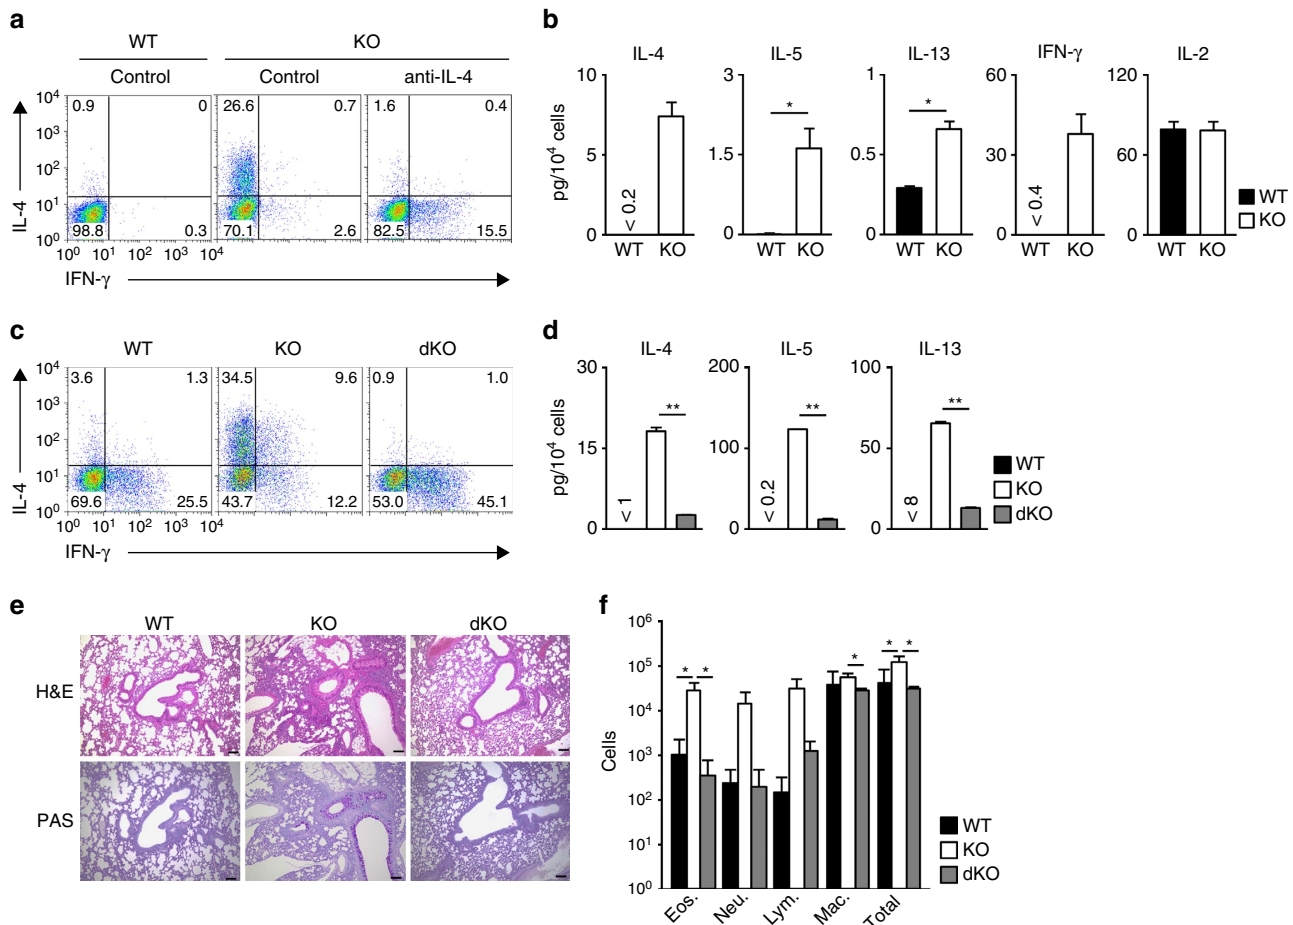 a
WT
KO
Control
Control
anti-IL-4
10⁴
10³
10²
10¹
10⁰
0.9
0
98.8
0.3
26.6
0.7
70.1
2.6
1.6
0.4
82.5
15.5
10⁰ 10¹ 10² 10³ 10⁴
IL-4
IFN-γ
b
IL-4
IL-5
IL-13
IFN-γ
IL-2
pg/10⁴ cells
10
5
0
< 0.2
WT KO
3
1.5
0
*
WT KO
1
0.5
0
*
WT KO
60
30
0
< 0.4
WT KO
120
60
0
WT KO
WT
KO
c
WT
KO
dKO
10⁴
10³
10²
10¹
10⁰
3.6
1.3
69.6
25.5
34.5
9.6
43.7
12.2
0.9
1.0
53.0
45.1
10⁰ 10¹ 10² 10³ 10⁴
IL-4
IFN-γ
d
IL-4
IL-5
IL-13
pg/10⁴ cells
30
15
0
< 1
**
200
100
0
< 0.2
**
100
50
0
< 8
**
WT
KO
dKO
e
WT
KO
dKO
H&E
PAS
f
Cells
10⁶
10⁵
10⁴
10³
10²
10¹
10⁰
* *
*
* *
Eos.
Neu.
Lym.
Mac.
Total
WT
KO
dKO